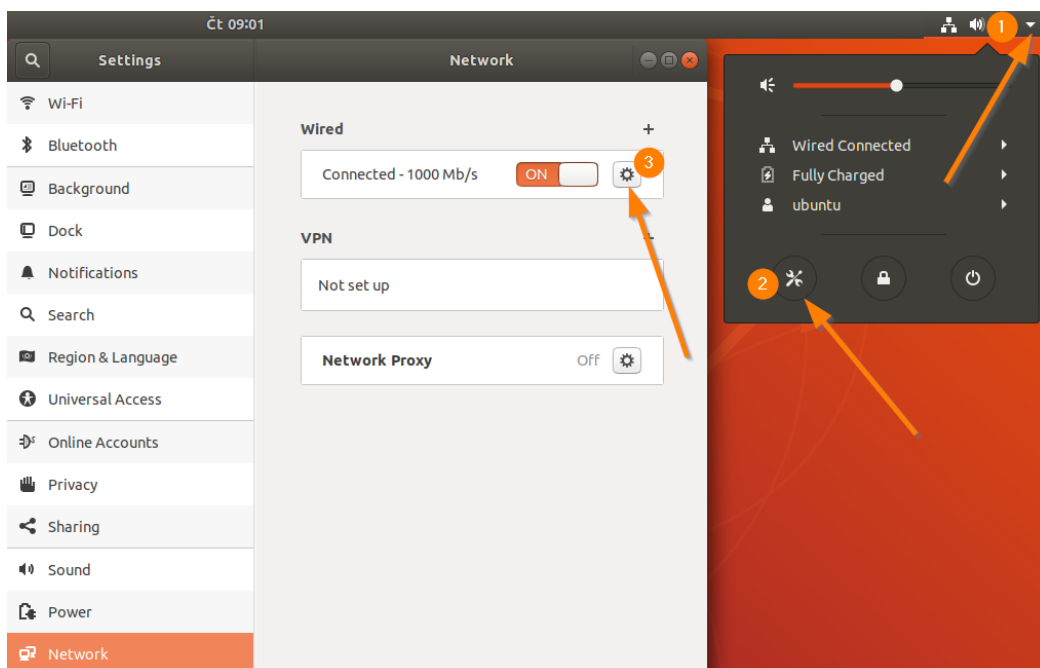 Čt 09:01
1
Settings
Network
Wi-Fi
Bluetooth
Background
Dock
Notifications
Search
Region & Language
Universal Access
Online Accounts
Privacy
Sharing
Sound
Power
Network
Wired
+
Connected - 1000 Mb/s
ON
3
VPN
+
Not set up
Network Proxy
Off
Wired Connected
Fully Charged
ubuntu
2